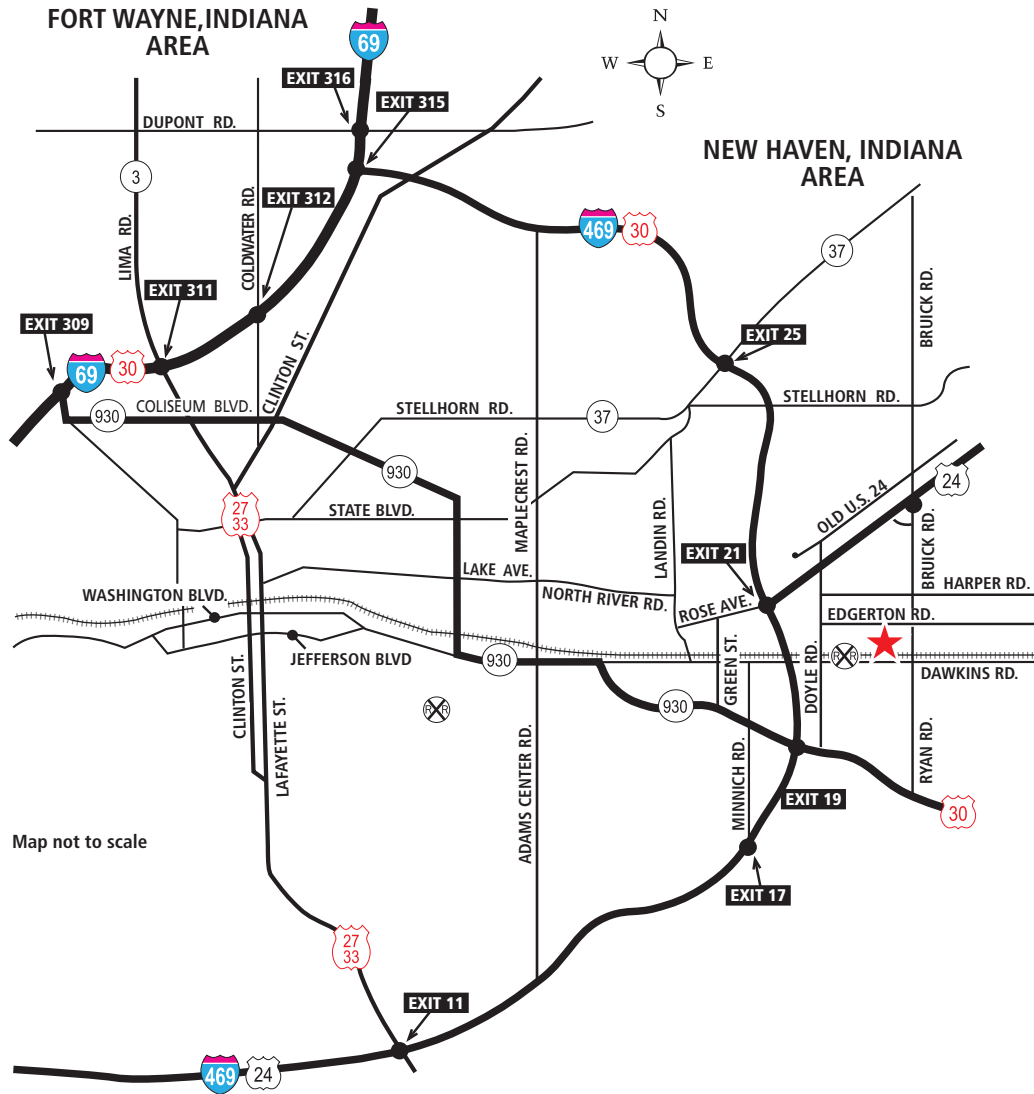 FORT WAYNE,INDIANA
AREA
69
N
W
E
S
EXIT 316
EXIT 315
DUPONT RD.
NEW HAVEN, INDIANA
AREA
3
LIMA RD.
COLDWATER RD.
EXIT 312
469
30
37
BRUICK RD.
EXIT 311
EXIT 309
69
30
CLINTON ST.
EXIT 25
930
COLISEUM BLVD.
STELLHORN RD.
37
STELLHORN RD.
930
MAPLECREST RD.
24
OLD U.S. 24
27
33
STATE BLVD.
LANDIN RD.
EXIT 21
BRUICK RD.
LAKE AVE.
HARPER RD.
WASHINGTON BLVD.
NORTH RIVER RD.
ROSE AVE.
EDGERTON RD.
JEFFERSON BLVD
930
GREEN ST.
DOYLE RD.
R R
DAWKINS RD.
CLINTON ST.
LAFAYETTE ST.
R R
930
ADAMS CENTER RD.
MINNICH RD.
RYAN RD.
EXIT 19
30
Map not to scale
EXIT 17
27
33
EXIT 11
469
24